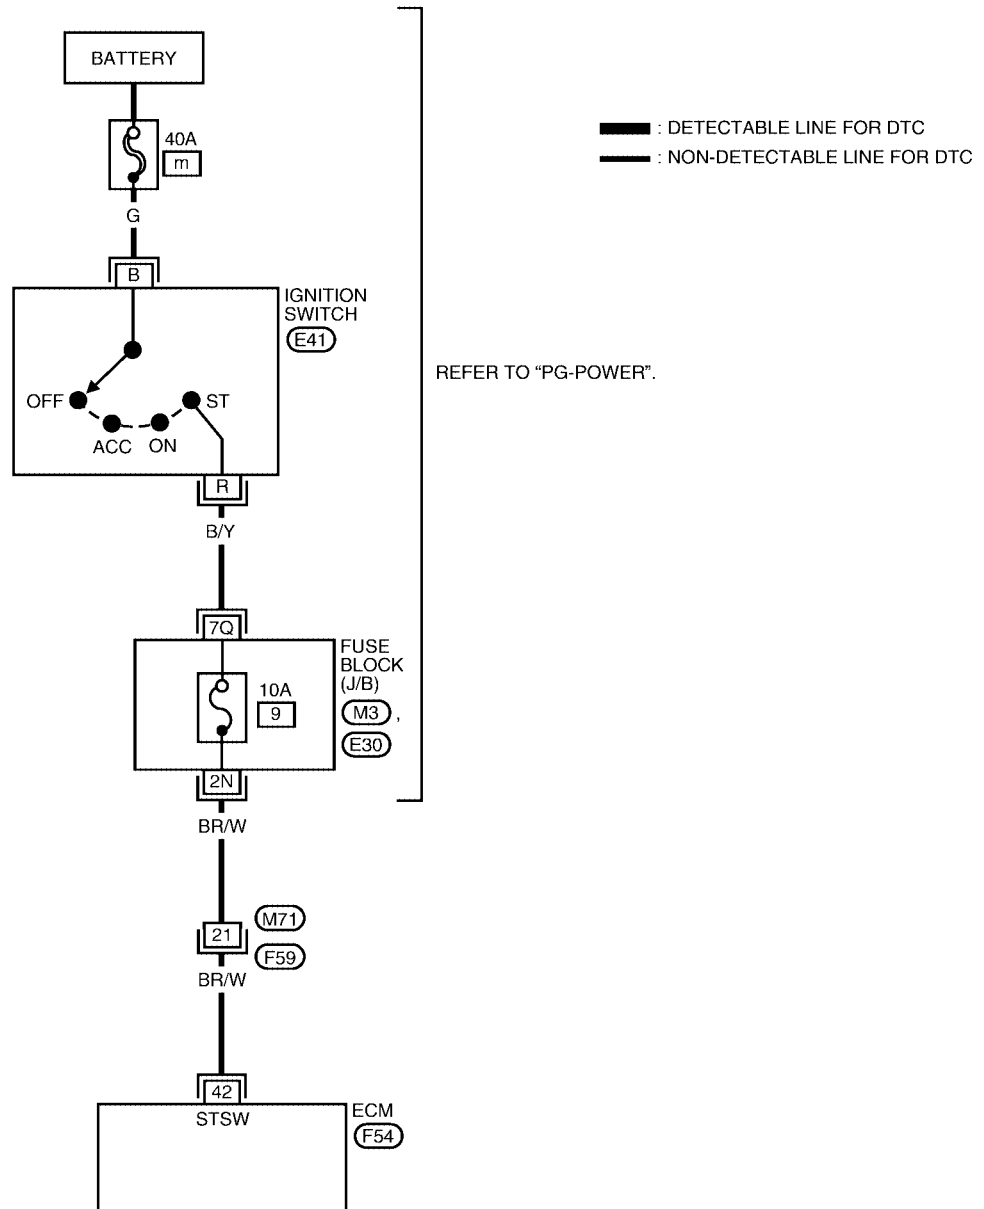 BATTERY
40A
m
: DETECTABLE LINE FOR DTC
: NON-DETECTABLE LINE FOR DTC
G
B
IGNITION
SWITCH
E41
REFER TO “PG-POWER”.
OFF
ST
ACC
ON
R
B/Y
7Q
FUSE
BLOCK
(J/B)
10A
9
M3 ,
E30
2N
BR/W
M71
21
F59
BR/W
42
STSW
ECM
F54